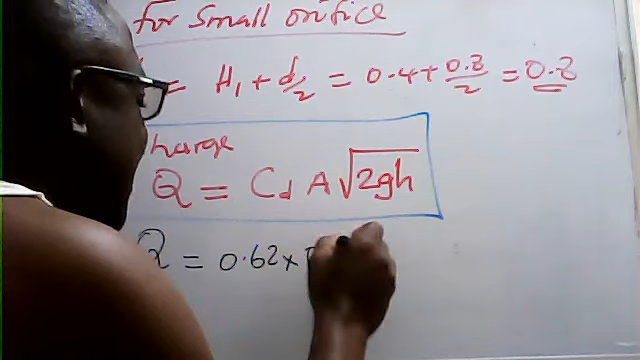 for Small orifice
= H₁ + d/2 = 0.4 + 0.8/2 = 0.8
harge
Q = Cd A √2gh
Q = 0.62 ×